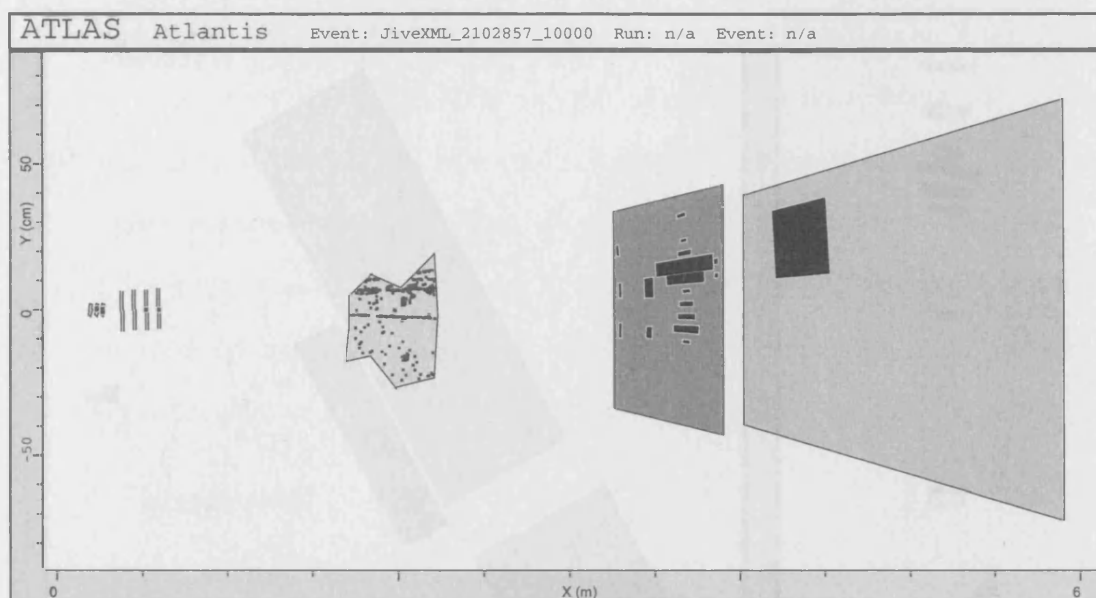 ATLAS Atlantis Event: JiveXML_2102857_10000 Run: n/a Event: n/a
50
Y (cm)
0
-50
0 X (m) 6